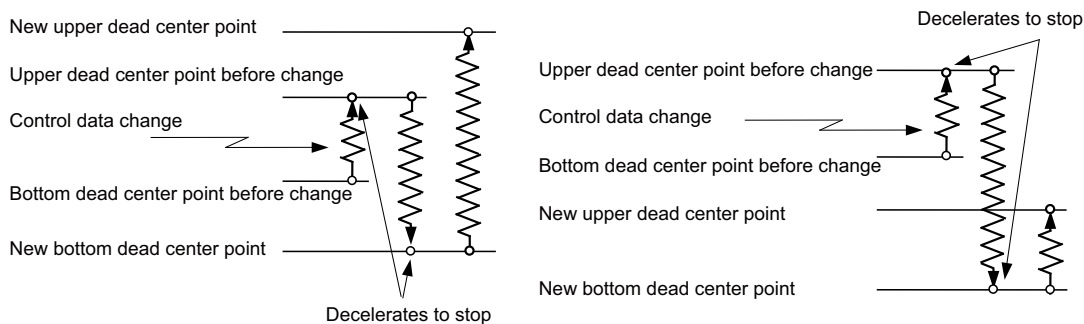 New upper dead center point
Upper dead center point before change
Control data change
Bottom dead center point before change
New bottom dead center point
Decelerates to stop
Decelerates to stop
Upper dead center point before change
Control data change
Bottom dead center point before change
New upper dead center point
New bottom dead center point